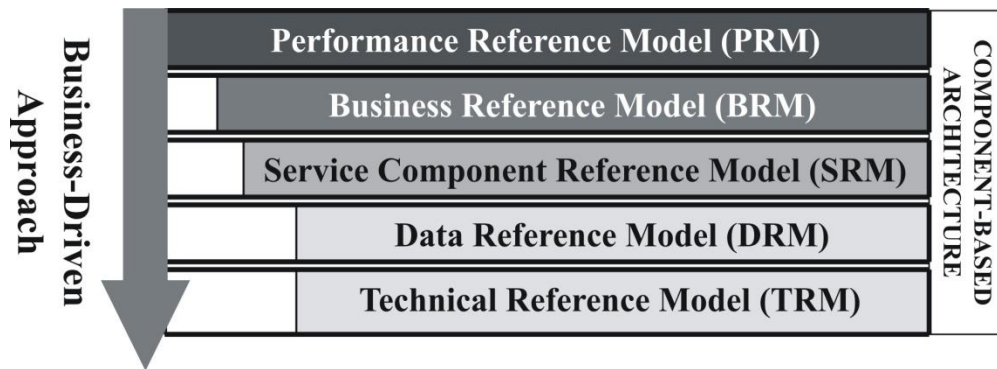 Business-Driven
Approach
Performance Reference Model (PRM)
Business Reference Model (BRM)
Service Component Reference Model (SRM)
Data Reference Model (DRM)
Technical Reference Model (TRM)
COMPONENT-BASED
ARCHITECTURE